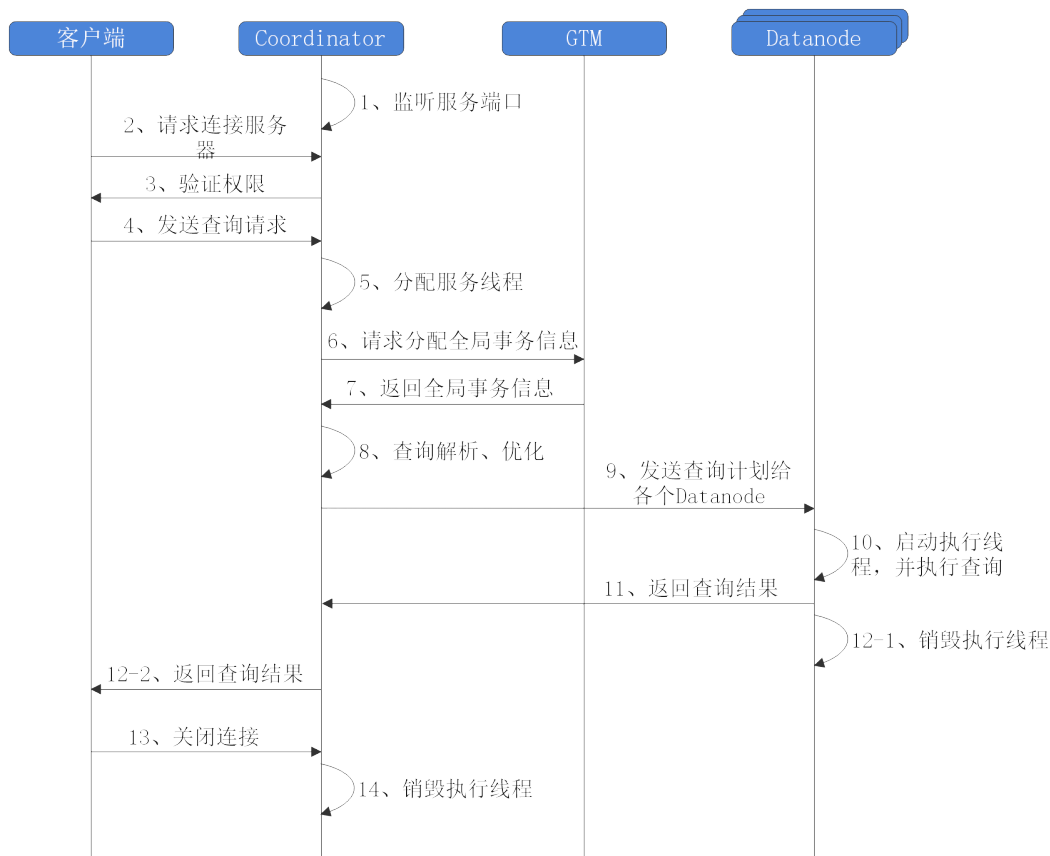 客户端
Coordinator
GTM
Datanode
1、监听服务端口
2、请求连接服务
器
3、验证权限
4、发送查询请求
5、分配服务线程
6、请求分配全局事务信息
7、返回全局事务信息
8、查询解析、优化
9、发送查询计划给
各个Datanode
10、启动执行线
程，并执行查询
11、返回查询结果
12-1、销毁执行线程
12-2、返回查询结果
13、关闭连接
14、销毁执行线程